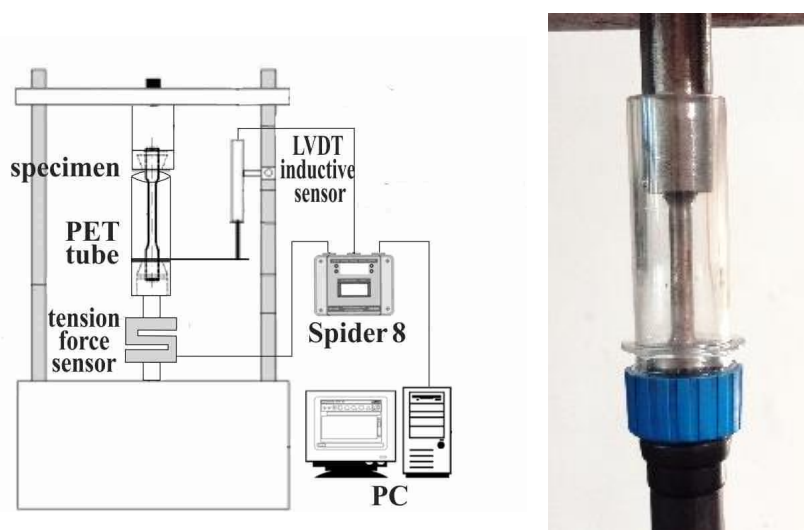 specimen
PET
tube
tension
force
sensor
LVDT
inductive
sensor
Spider 8
PC